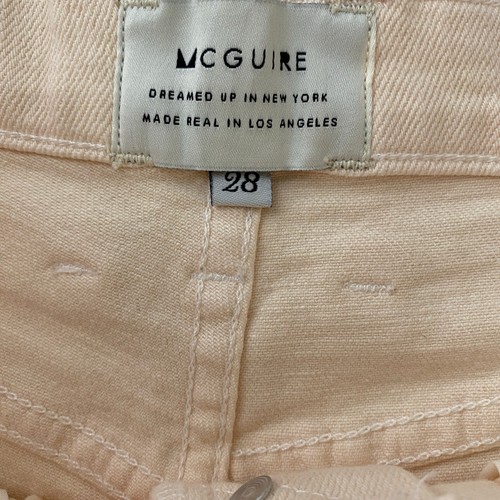 MCGUIRE
DREAMED UP IN NEW YORK
MADE REAL IN LOS ANGELES
28